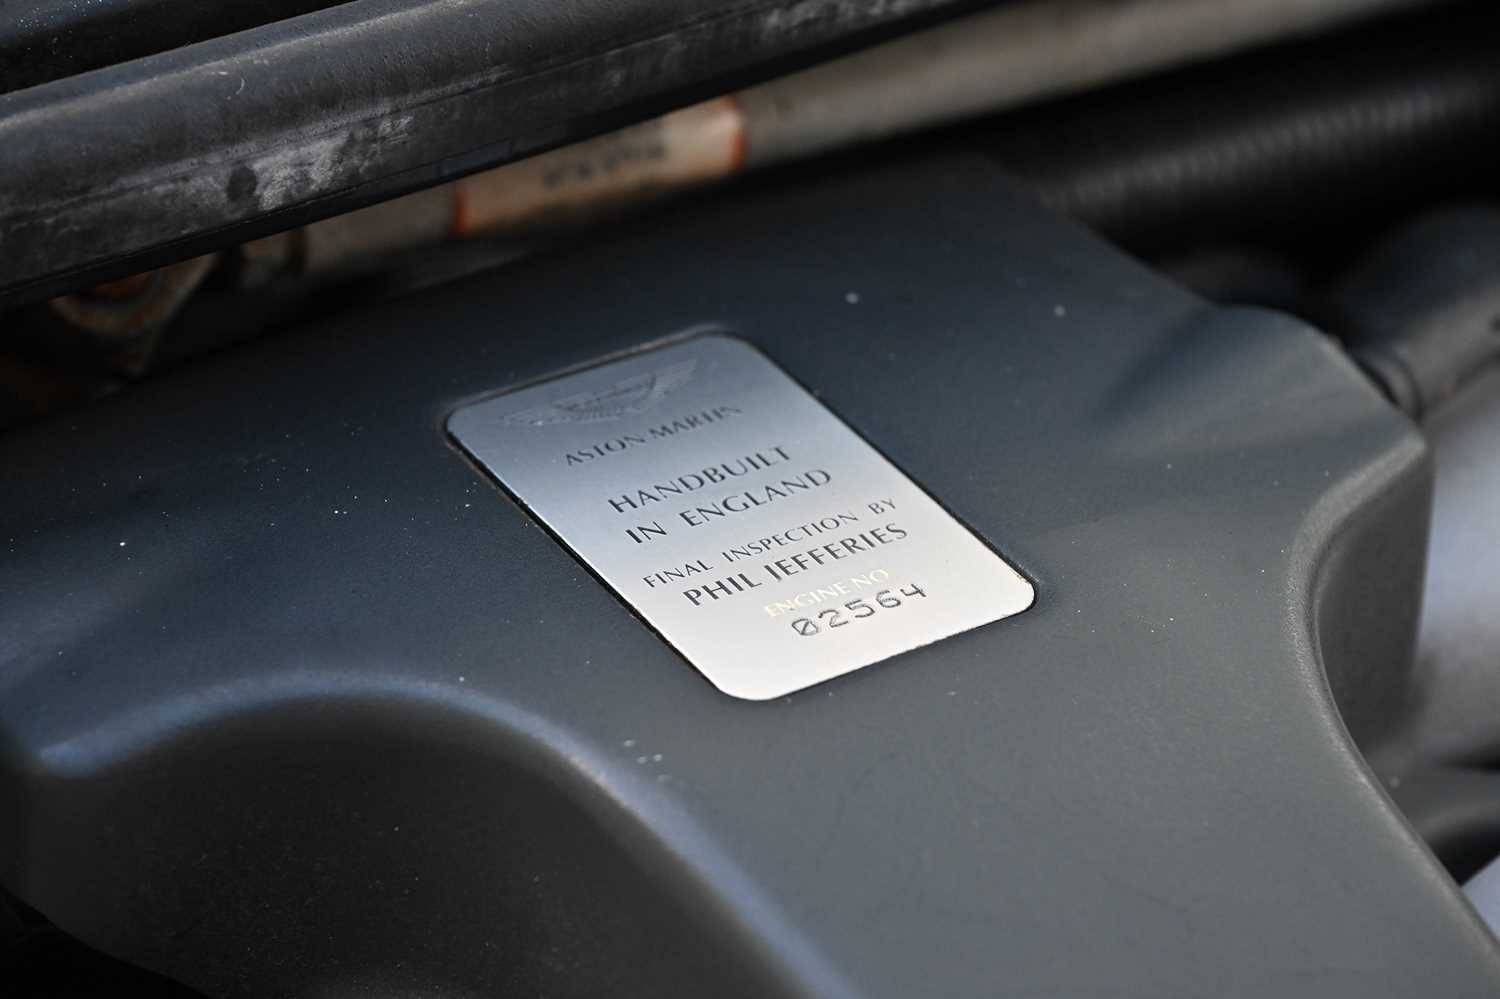 ASTON MARTIN
HANDBUILT
IN ENGLAND
FINAL INSPECTION BY
PHIL JEFFERIES
ENGINE NO
02564